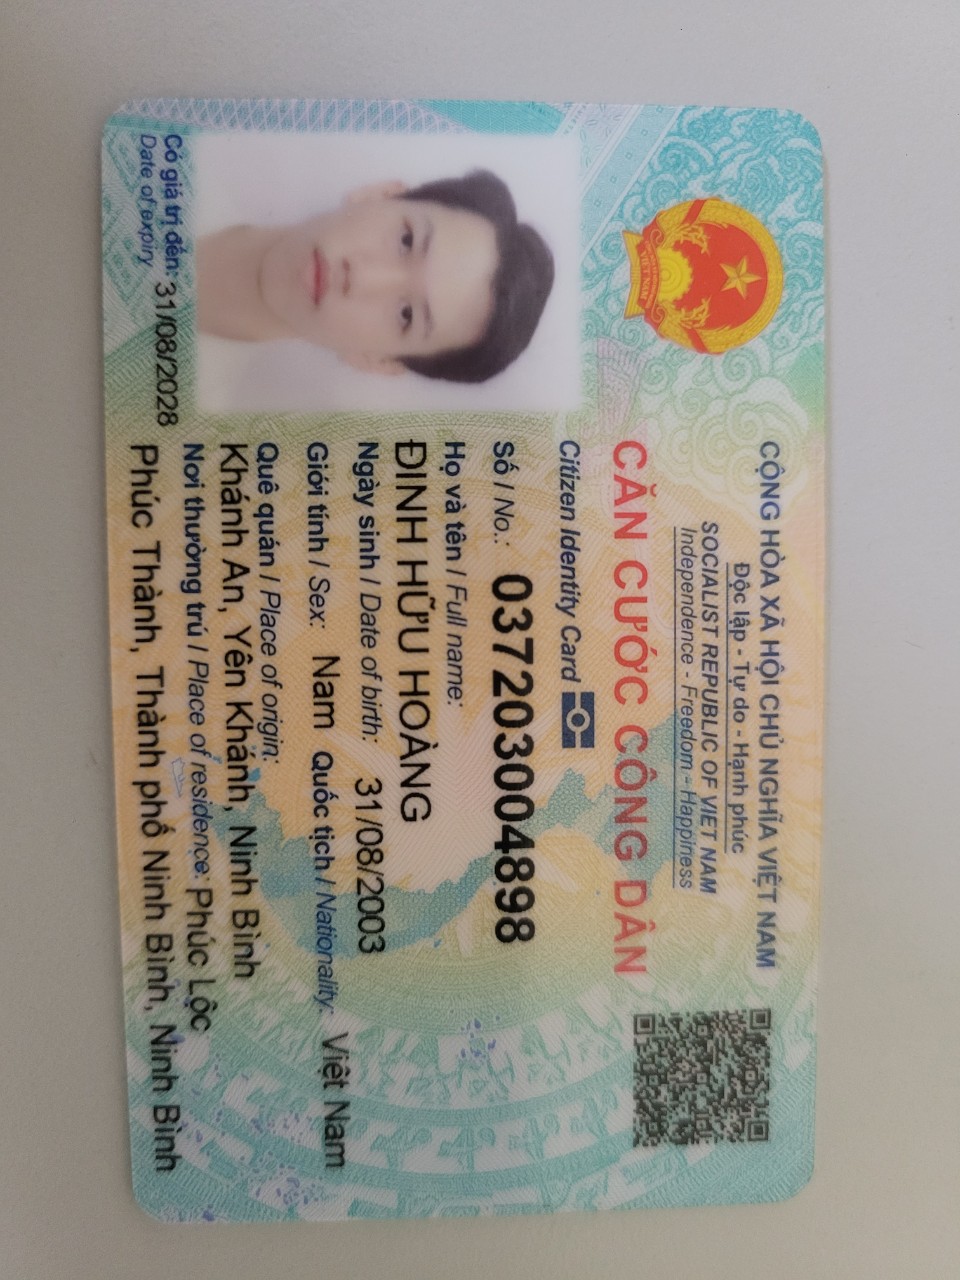 CỘNG HÒA XÃ HỘI CHỦ NGHĨA VIỆT NAM
Độc lập - Tự do - Hạnh phúc
SOCIALIST REPUBLIC OF VIET NAM
Independence - Freedom - Happiness
CĂN CƯỚC CÔNG DÂN
Citizen Identity Card
Số / No.: 037203004898
Họ và tên / Full name:
ĐINH HỮU HOÀNG
Ngày sinh / Date of birth: 31/08/2003
Giới tính / Sex: Nam Quốc tịch / Nationality: Việt Nam
Quê quán / Place of origin:
Khánh An, Yên Khánh, Ninh Bình
Nơi thường trú / Place of residence: Phúc Lộc
Phúc Thành, Thành phố Ninh Bình, Ninh Bình
Có giá trị đến: 31/08/2028
Date of expiry